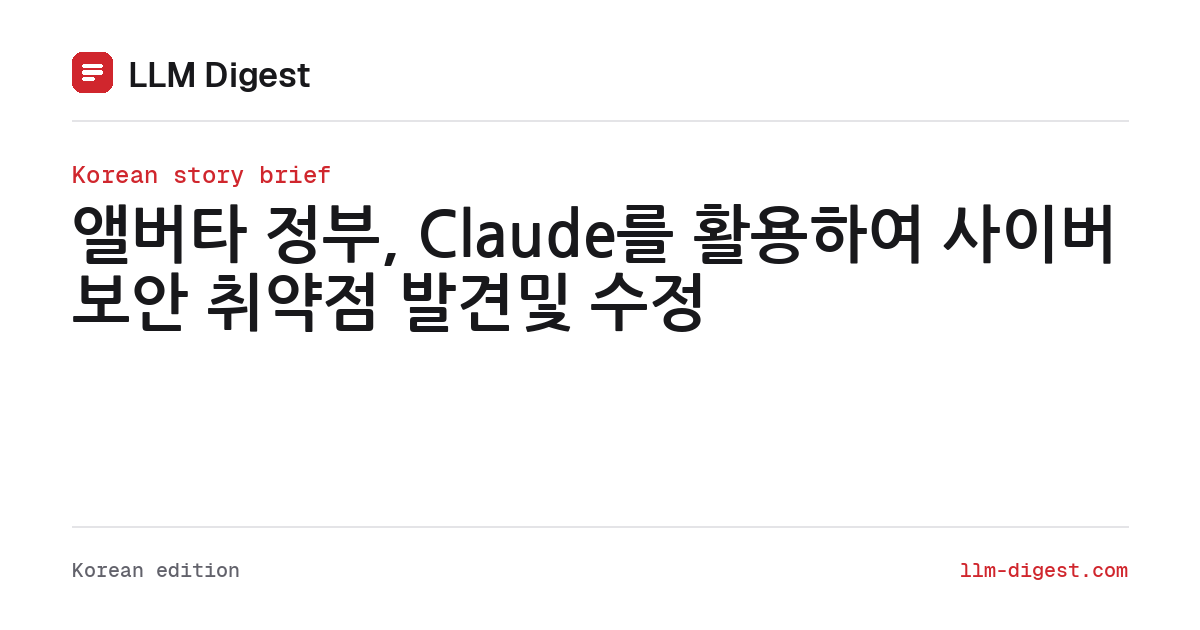 LLM Digest
Korean story brief
앨버타 정부, Claude를 활용하여 사이버
보안 취약점 발견및 수정
Korean edition
llm-digest.com